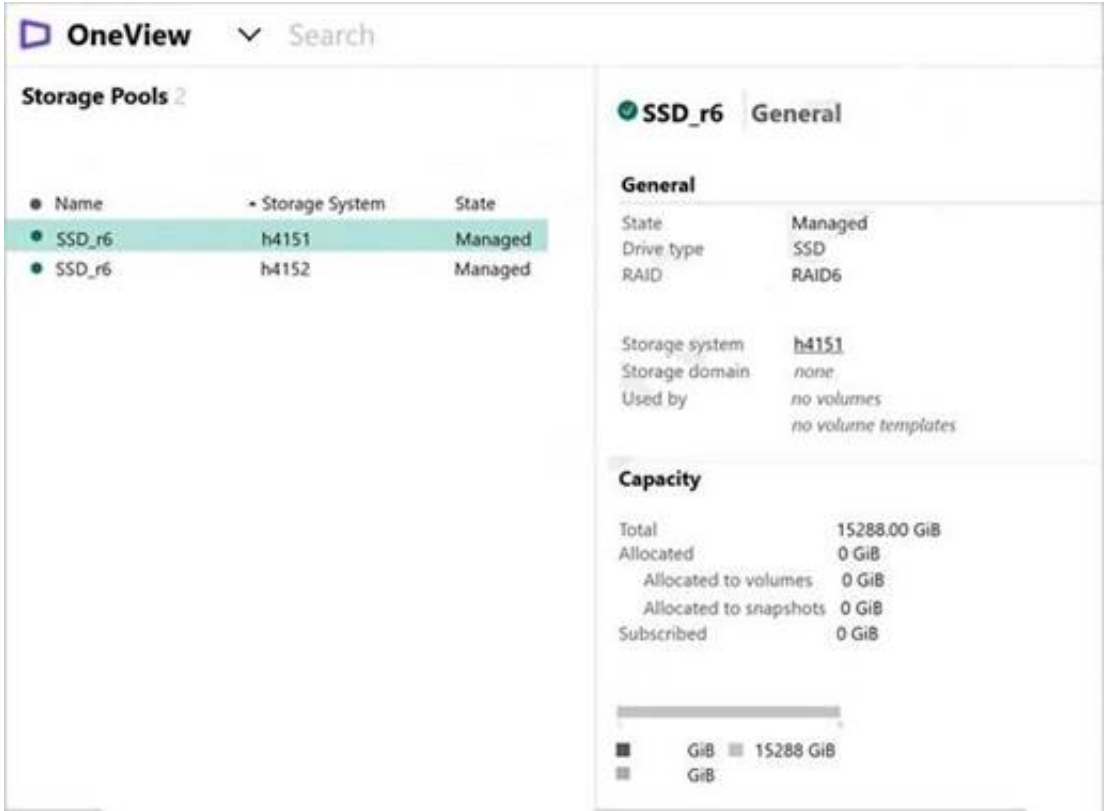 OneView Search
Storage Pools 2
Name Storage System State
SSD_r6 h4151 Managed
SSD_r6 h4152 Managed
SSD_r6 General
General
State Managed
Drive type SSD
RAID RAID6
Storage system h4151
Storage domain none
Used by no volumes
no volume templates
Capacity
Total 15288.00 GiB
Allocated 0 GiB
Allocated to volumes 0 GiB
Allocated to snapshots 0 GiB
Subscribed 0 GiB
GiB 15288 GiB
GiB